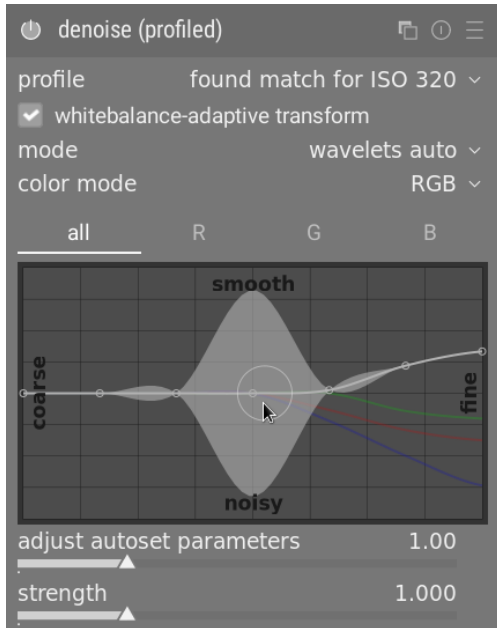 denoise (profiled)
profile found match for ISO 320
whitebalance-adaptive transform
mode wavelets auto
color mode RGB
all R G B
smooth
coarse
fine
noisy
adjust autoset parameters 1.00
strength 1.000